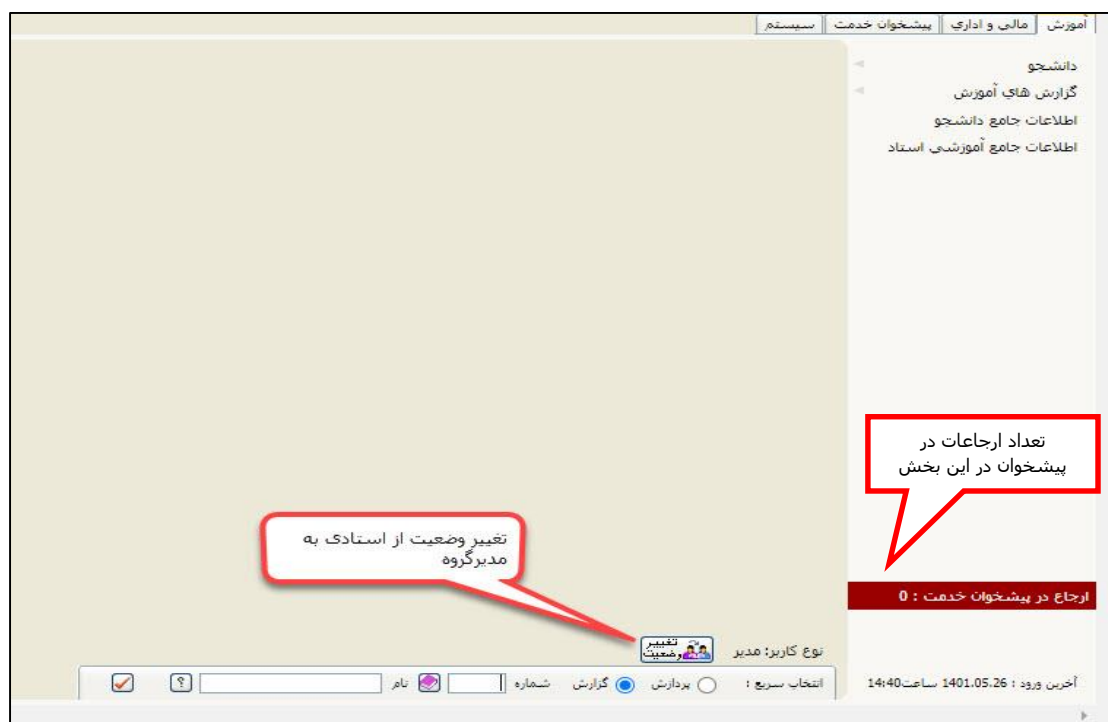 آموزش مالی و اداري پیشخوان خدمت سیستم
دانشجو
گزارش هاي آموزش
اطلاعات جامع دانشجو
اطلاعات جامع آموزشی استاد
تعداد ارجاعات در
پیشخوان در این بخش
تغییر وضعیت از استادی به
مدیرگروه
ارجاع در پیشخوان خدمت : 0
نوع کاربر: مدیر
تغییر
وضعیت
آخرین ورود : 1401.05.26 ساعت14:40
انتخاب سریع : پردازش گزارش شماره نام ؟